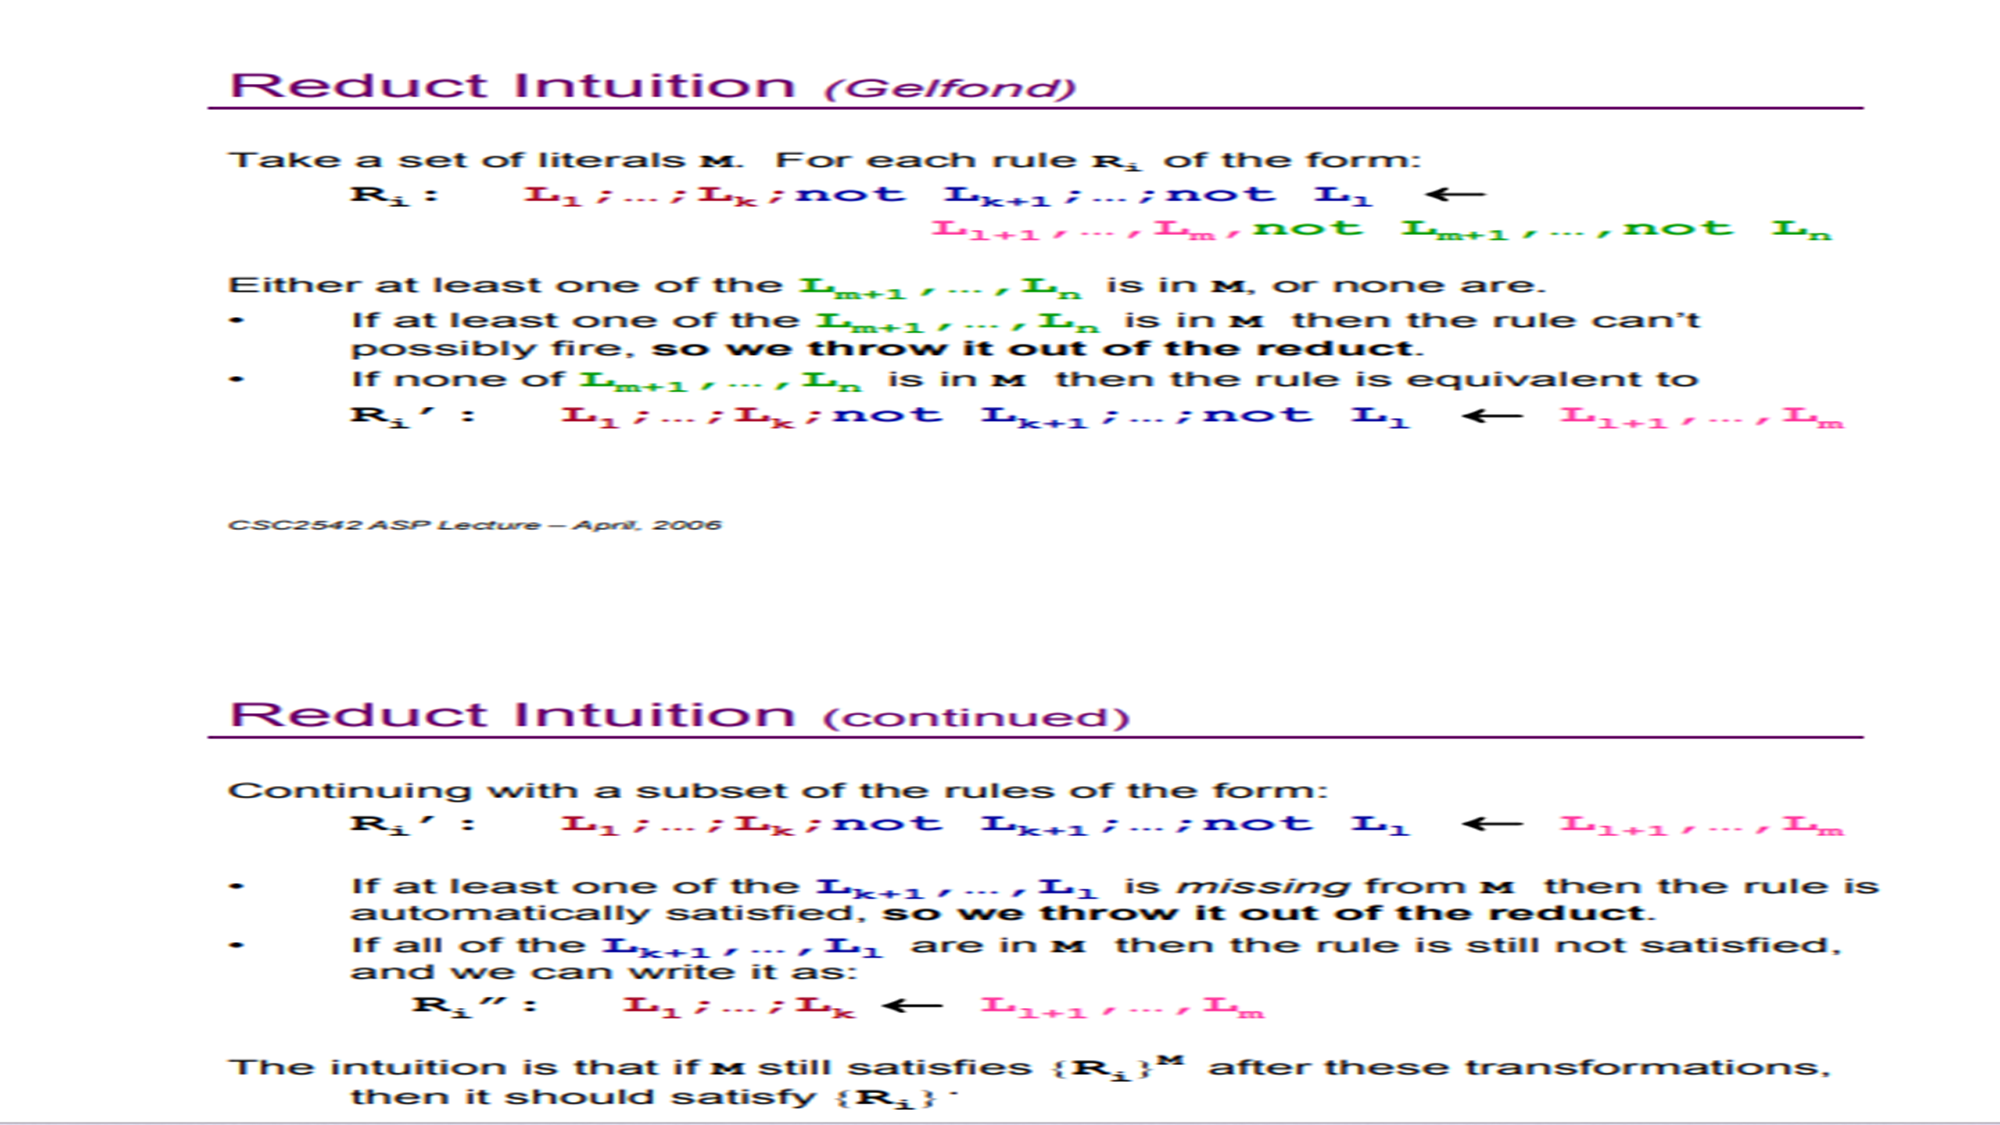 Reduct Intuition (Gelfond)
Take a set of literals M. For each rule Rᵢ of the form:
Rᵢ : L₁ ;…; Lₖ ; not Lₖ₊₁ ;…; not Lₗ ←
Lₗ₊₁ ,…, Lₘ, not Lₘ₊₁ ,…, not Lₙ
Either at least one of the Lₘ₊₁ ,…, Lₙ is in M, or none are.
• If at least one of the Lₘ₊₁ ,…, Lₙ is in M then the rule can't
possibly fire, so we throw it out of the reduct.
• If none of Lₘ₊₁ ,…, Lₙ is in M then the rule is equivalent to
Rᵢ′ : L₁ ;…; Lₖ ; not Lₖ₊₁ ;…; not Lₗ ← Lₗ₊₁ ,…, Lₘ
CSC2542 ASP Lecture – April, 2006
Reduct Intuition (continued)
Continuing with a subset of the rules of the form:
Rᵢ′ : L₁ ;…; Lₖ ; not Lₖ₊₁ ;…; not Lₗ ← Lₗ₊₁ ,…, Lₘ
• If at least one of the Lₖ₊₁ ,…, Lₗ is missing from M then the rule is
automatically satisfied, so we throw it out of the reduct.
• If all of the Lₖ₊₁ ,…, Lₗ are in M then the rule is still not satisfied,
and we can write it as:
Rᵢ″ : L₁ ;…; Lₖ ← Lₗ₊₁ ,…, Lₘ
The intuition is that if M still satisfies {Rᵢ}ᴹ after these transformations,
then it should satisfy {Rᵢ} .